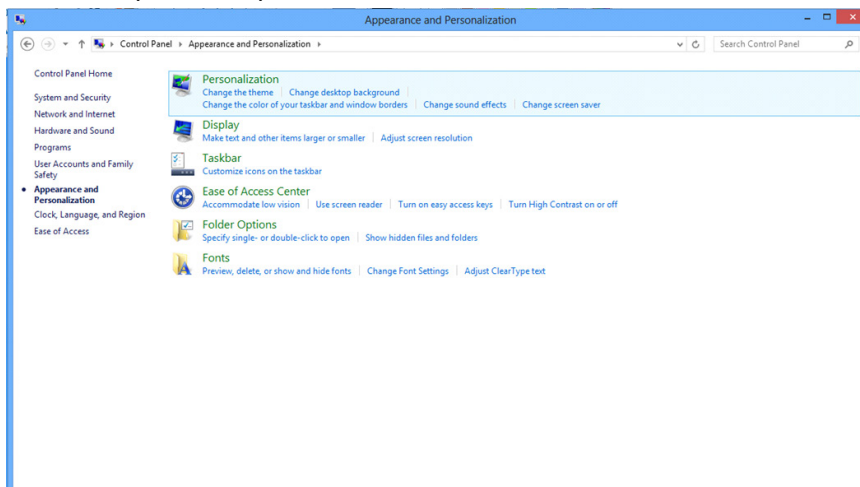 Appearance and Personalization
Control Panel Appearance and Personalization
Search Control Panel
Control Panel Home
System and Security
Network and Internet
Hardware and Sound
Programs
User Accounts and Family
Safety
Appearance and
Personalization
Clock, Language, and Region
Ease of Access
Personalization
Change the theme Change desktop background
Change the color of your taskbar and window borders Change sound effects Change screen saver
Display
Make text and other items larger or smaller Adjust screen resolution
Taskbar
Customize icons on the taskbar
Ease of Access Center
Accommodate low vision Use screen reader Turn on easy access keys Turn High Contrast on or off
Folder Options
Specify single- or double-click to open Show hidden files and folders
Fonts
Preview, delete, or show and hide fonts Change Font Settings Adjust ClearType text